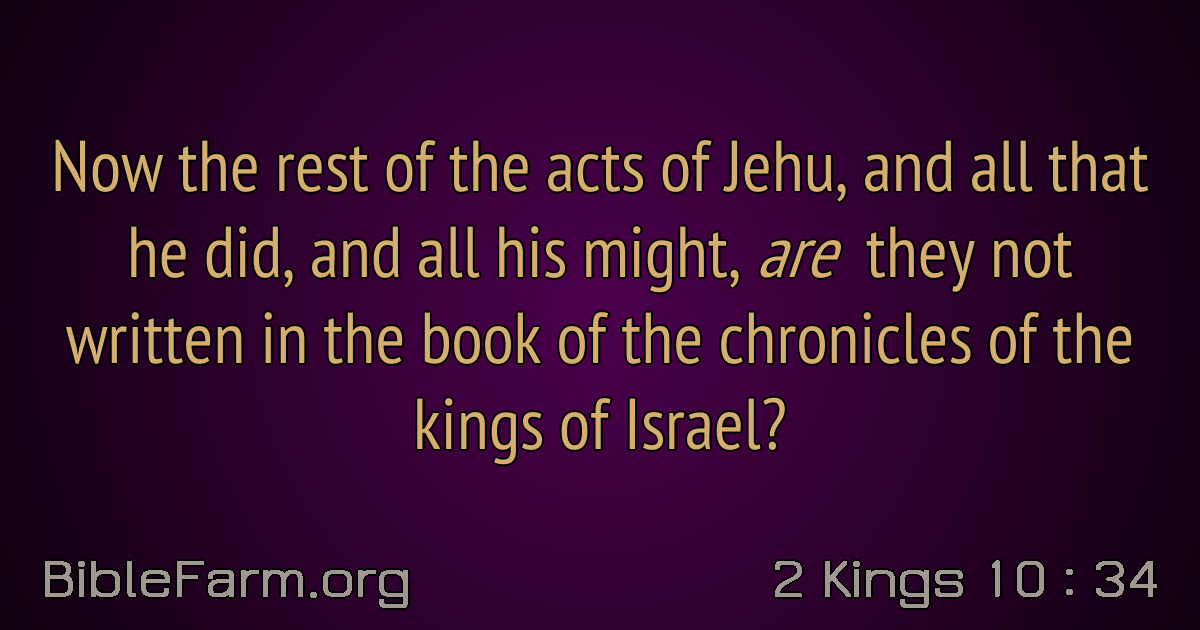 Now the rest of the acts of Jehu, and all that
he did, and all his might, are they not
written in the book of the chronicles of the
kings of Israel?
BibleFarm.org
2 Kings 10 : 34